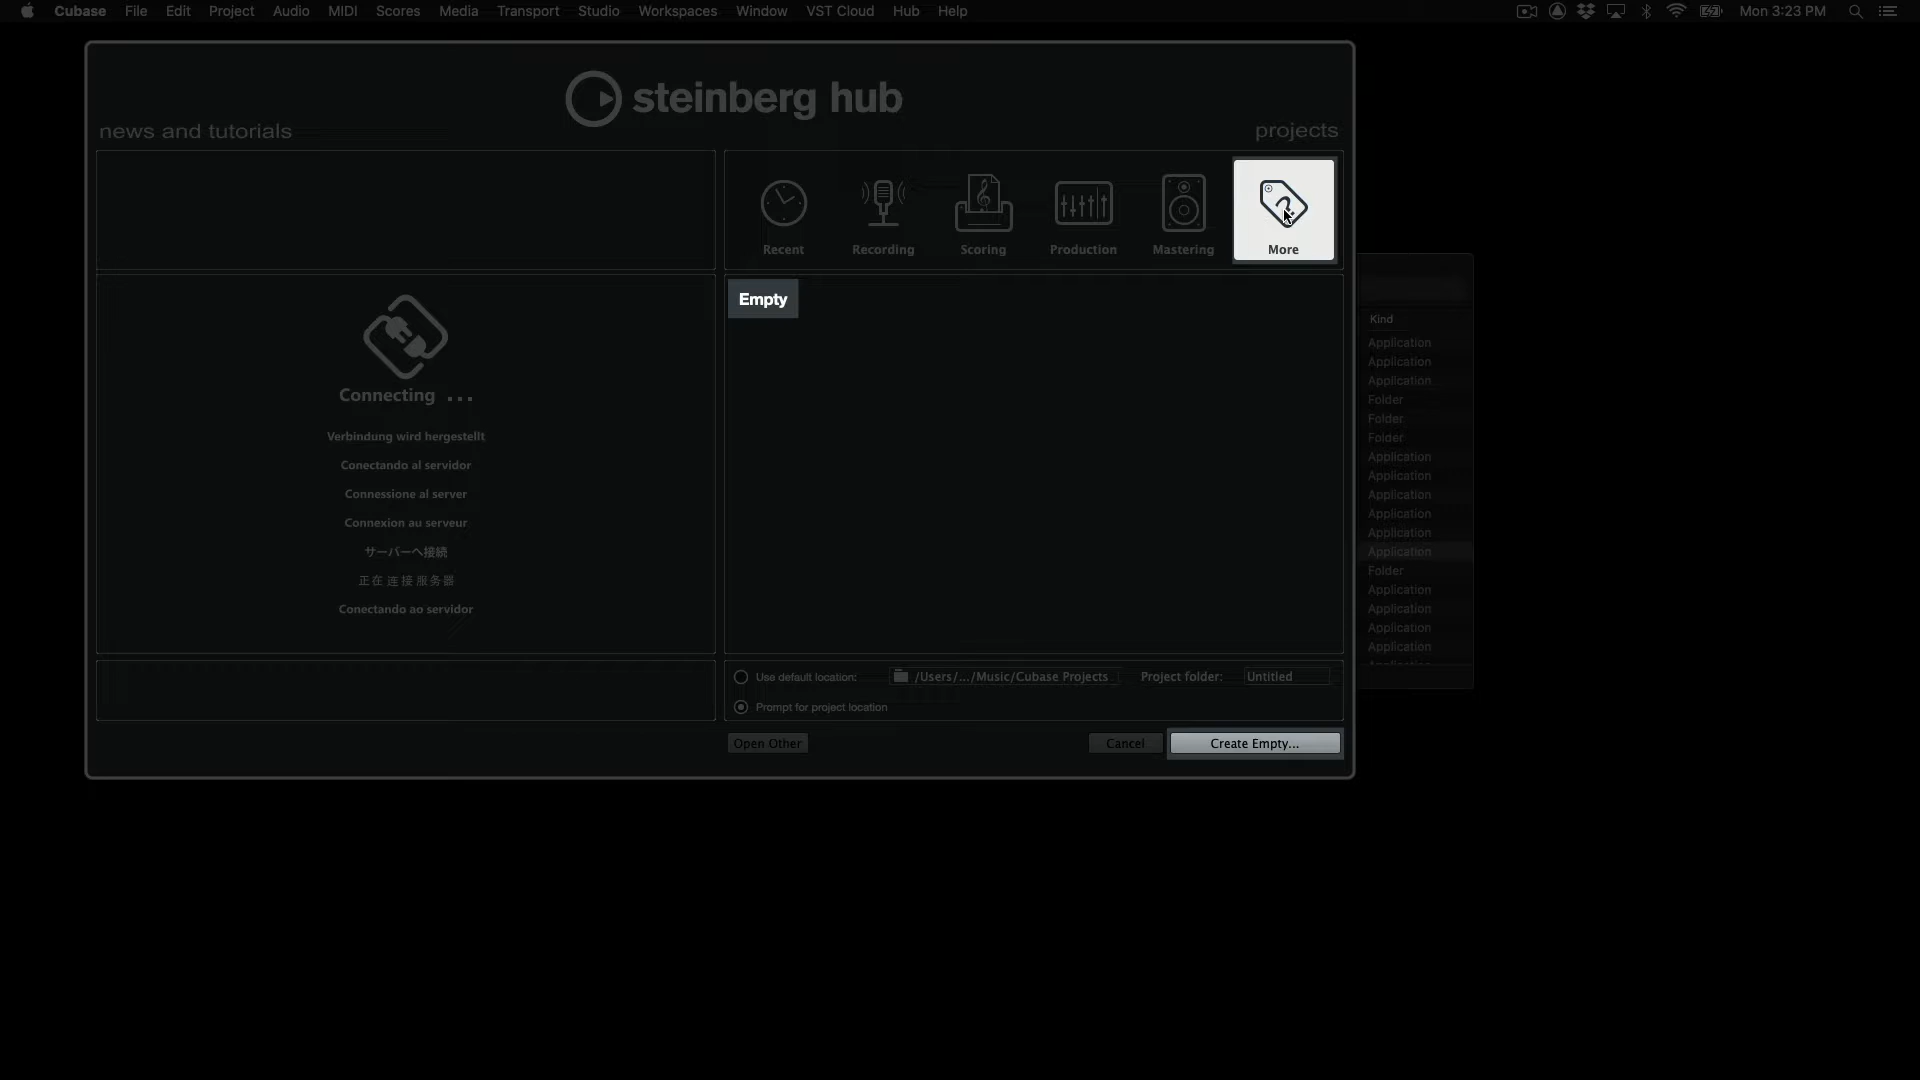 Cubase File Edit Project Audio MIDI Scores Media Transport Studio Workspaces Window VST Cloud Hub Help Mon 3:23 PM
steinberg hub
news and tutorials
projects
Recent Recording Scoring Production Mastering More
Empty
Connecting ...
Verbindung wird hergestellt
Conectando al servidor
Connessione al server
Connexion au serveur
サーバーへ接続
正在连接服务器
Conectando ao servidor
Use default location: /Users/.../Music/Cubase Projects Project folder: Untitled
Prompt for project location
Open Other Cancel Create Empty...
Kind
Application
Application
Application
Folder
Folder
Folder
Application
Application
Application
Application
Application
Application
Folder
Application
Application
Application
Application